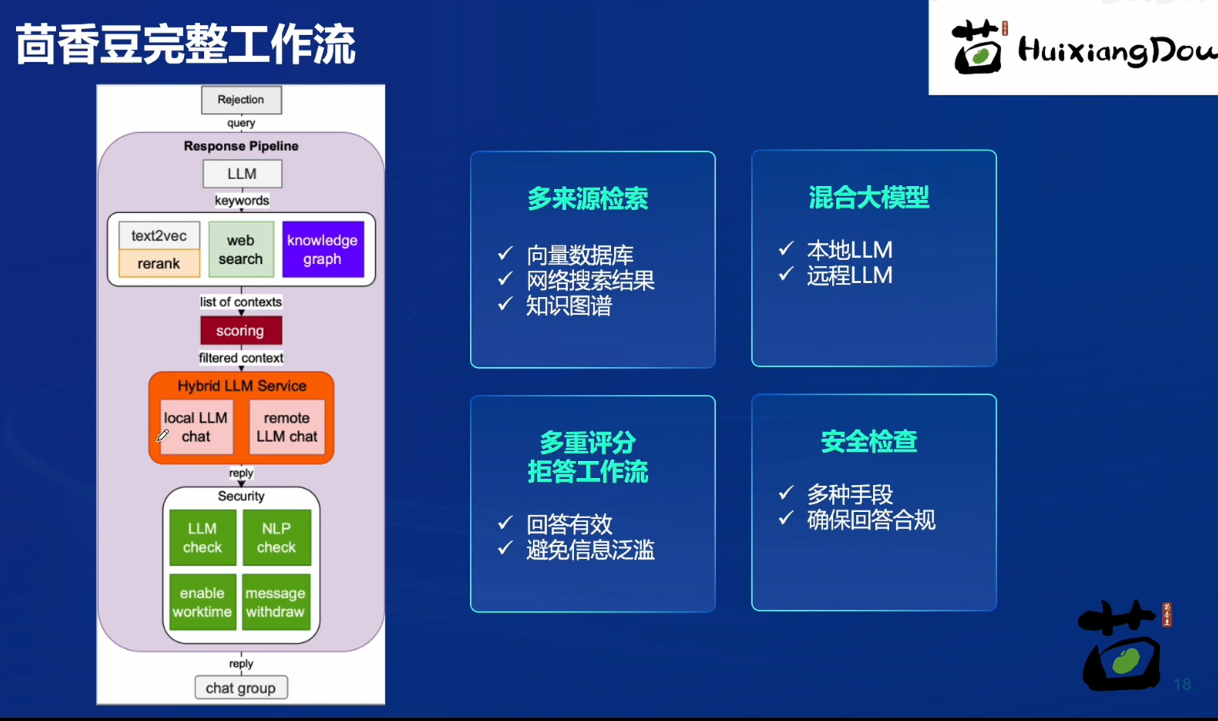 茴香豆完整工作流
HuixiangDou
Rejection
query
Response Pipeline
LLM
keywords
text2vec
rerank
web
search
knowledge
graph
list of contexts
scoring
filtered context
Hybrid LLM Service
local LLM
chat
remote
LLM chat
reply
Security
LLM
check
NLP
check
enable
worktime
message
withdraw
reply
chat group
多来源检索
✓ 向量数据库
✓ 网络搜索结果
✓ 知识图谱
混合大模型
✓ 本地LLM
✓ 远程LLM
多重评分
拒答工作流
✓ 回答有效
✓ 避免信息泛滥
安全检查
✓ 多种手段
✓ 确保回答合规
茴
18